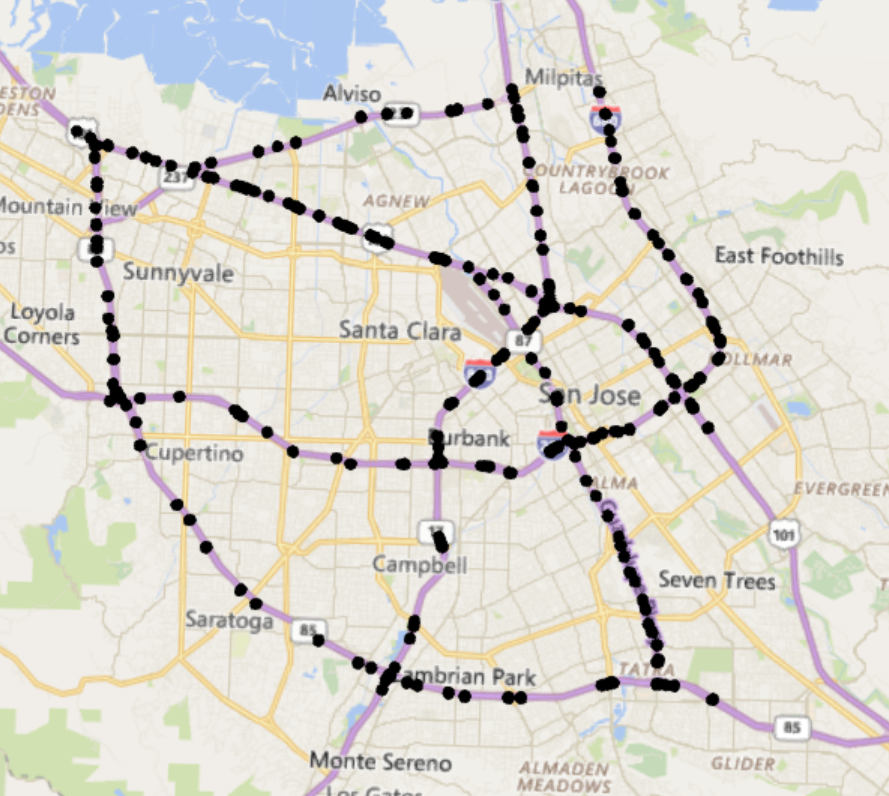 Milpitas
Alviso
ESTON
DENS
237
COUNTRYBROOK
LAGOON
Mountain View
AGNEW
Sunnyvale
East Foothills
Loyola
Corners
Santa Clara
87
OLLMAR
San Jose
Burbank
Cupertino
ALMA
EVERGREEN
17
101
Campbell
Seven Trees
Saratoga
85
TATRA
Cambrian Park
85
Monte Sereno
ALMADEN
MEADOWS
GLIDER
Los Gatos